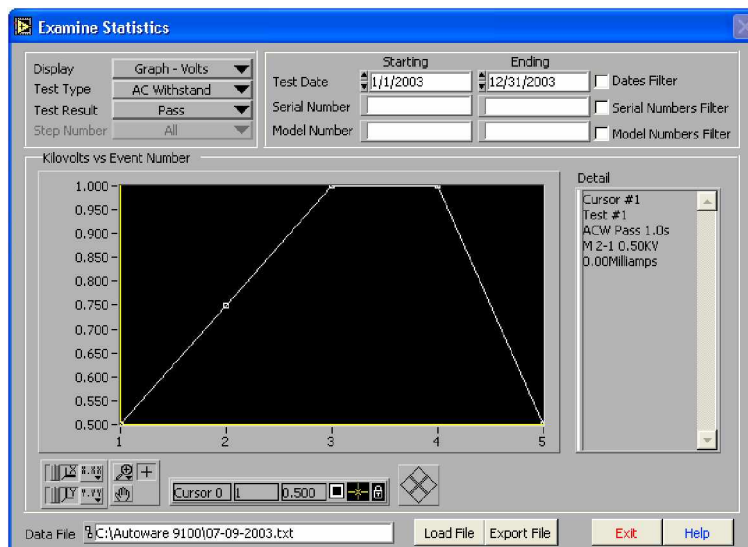 Examine Statistics
Display Graph - Volts
Test Type AC Withstand
Test Result Pass
Step Number All
Starting Ending
Test Date 1/1/2003 12/31/2003 Dates Filter
Serial Number Serial Numbers Filter
Model Number Model Numbers Filter
Kilovolts vs Event Number
1.000
0.950
0.900
0.850
0.800
0.750
0.700
0.650
0.600
0.550
0.500
1 2 3 4 5
Detail
Cursor #1
Test #1
ACW Pass 1.0s
M 2-1 0.50KV
0.00Milliamps
X X.XX
Y Y.YY
Cursor 0 1 0.500
Data File C:\Autoware 9100\07-09-2003.txt Load File Export File Exit Help